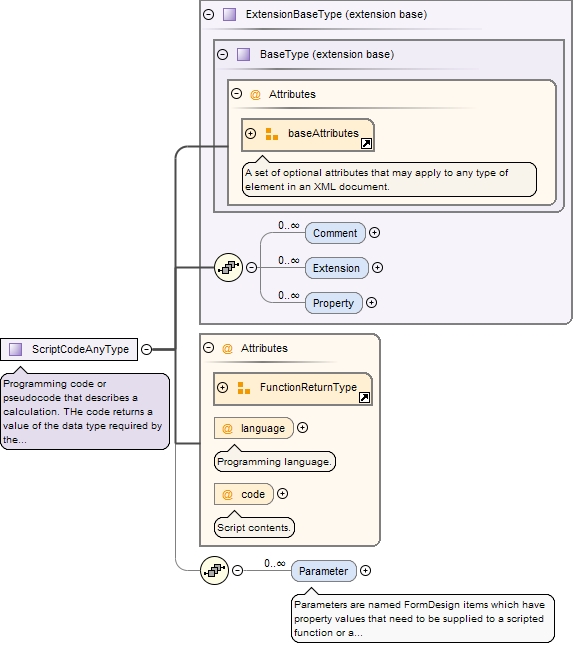 ExtensionBaseType (extension base)
BaseType (extension base)
@ Attributes
baseAttributes
A set of optional attributes that may apply to any type of
element in an XML document.
0..∞
Comment
0..∞
Extension
0..∞
Property
ScriptCodeAnyType
Programming code or
pseudocode that describes a
calculation. THe code returns a
value of the data type required by
the...
@ Attributes
FunctionReturnType
@ language
Programming language.
@ code
Script contents.
0..∞
Parameter
Parameters are named FormDesign items which have
property values that need to be supplied to a scripted
function or a...